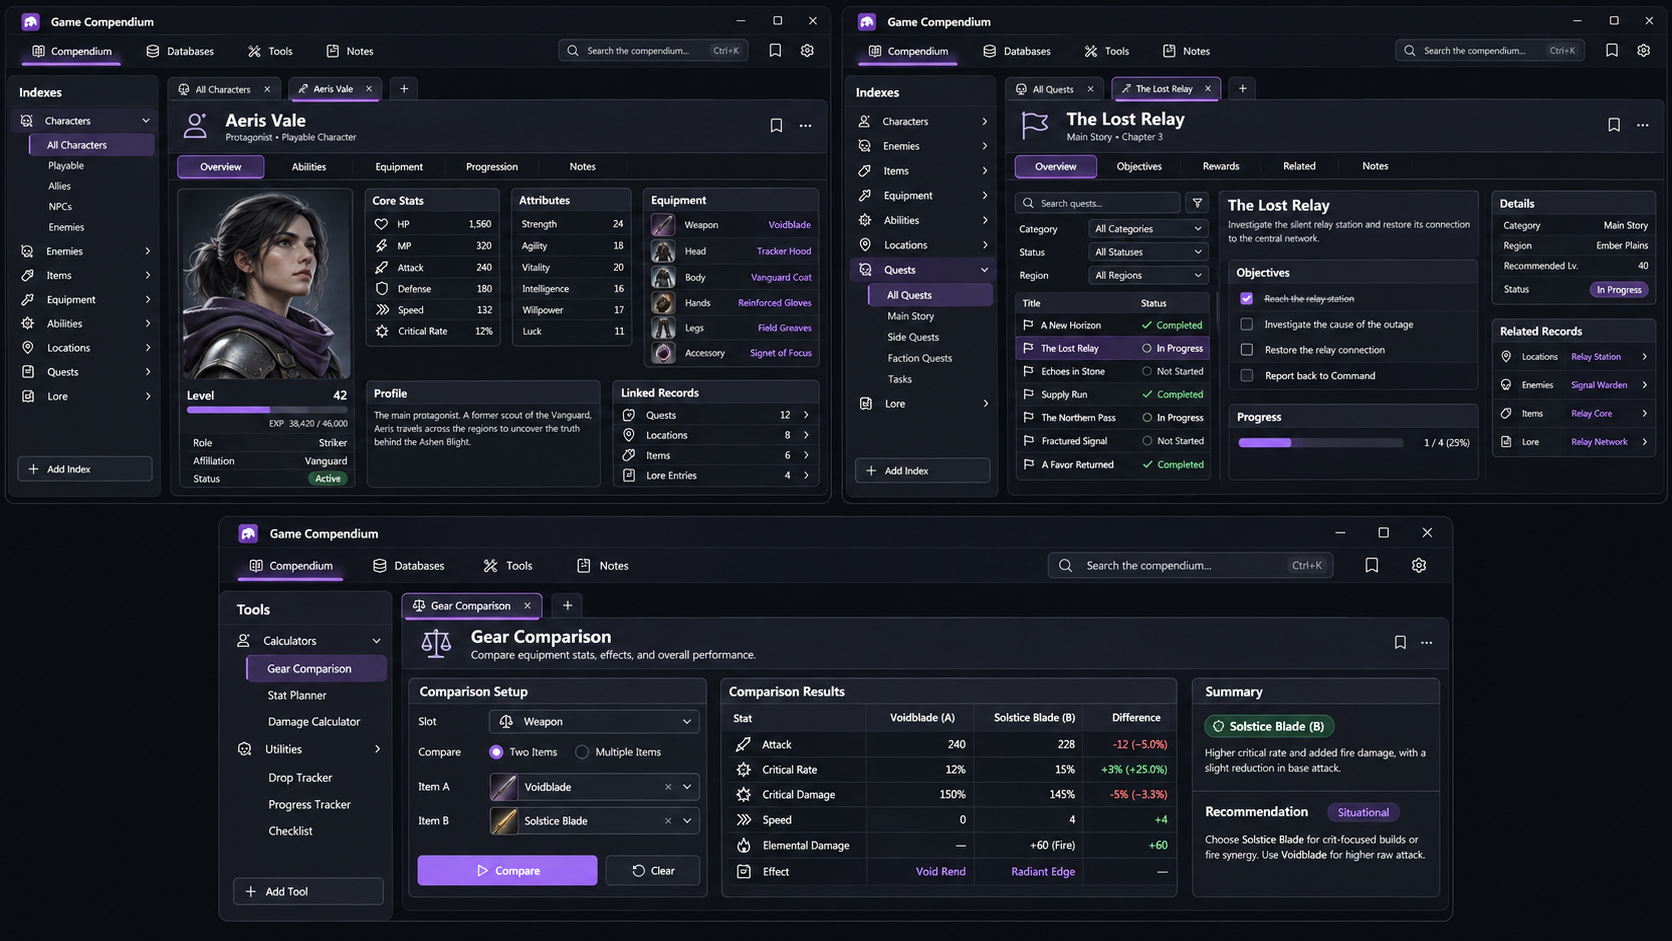 Game Compendium
Compendium Databases Tools Notes Search the compendium... Ctrl+K
Indexes
Characters
All Characters
Playable
Allies
NPCs
Enemies
Enemies
Items
Equipment
Abilities
Locations
Quests
Lore
Add Index
All Characters Aeris Vale
Aeris Vale
Protagonist • Playable Character
Overview Abilities Equipment Progression Notes
Level 42
EXP 38,420 / 46,000
Role Striker
Affiliation Vanguard
Status Active
Core Stats
HP 1,560
MP 320
Attack 240
Defense 180
Speed 132
Critical Rate 12%
Attributes
Strength 24
Agility 18
Vitality 20
Intelligence 16
Willpower 17
Luck 11
Equipment
Weapon Voidblade
Head Tracker Hood
Body Vanguard Coat
Hands Reinforced Gloves
Legs Field Greaves
Accessory Signet of Focus
Profile
The main protagonist. A former scout of the Vanguard,
Aeris travels across the regions to uncover the truth
behind the Ashen Blight.
Linked Records
Quests 12
Locations 8
Items 6
Lore Entries 4
Game Compendium
Compendium Databases Tools Notes Search the compendium... Ctrl+K
Indexes
Characters
Enemies
Items
Equipment
Abilities
Locations
Quests
All Quests
Main Story
Side Quests
Faction Quests
Tasks
Lore
Add Index
All Quests The Lost Relay
The Lost Relay
Main Story • Chapter 3
Overview Objectives Rewards Related Notes
Search quests...
Category All Categories
Status All Statuses
Region All Regions
Title Status
A New Horizon Completed
The Lost Relay In Progress
Echoes in Stone Not Started
Supply Run Completed
The Northern Pass In Progress
Fractured Signal Not Started
A Favor Returned Completed
The Lost Relay
Investigate the silent relay station and restore its connection
to the central network.
Objectives
Reach the relay station
Investigate the cause of the outage
Restore the relay connection
Report back to Command
Progress
1 / 4 (29%)
Details
Category Main Story
Region Ember Plains
Recommended Lv. 40
Status In Progress
Related Records
Locations Relay Station
Enemies Signal Warden
Items Relay Core
Lore Relay Network
Game Compendium
Compendium Databases Tools Notes Search the compendium... Ctrl+K
Tools
Calculators
Gear Comparison
Stat Planner
Damage Calculator
Utilities
Drop Tracker
Progress Tracker
Checklist
Add Tool
Gear Comparison
Gear Comparison
Compare equipment stats, effects, and overall performance.
Comparison Setup
Slot Weapon
Compare Two Items Multiple Items
Item A Voidblade
Item B Solstice Blade
Compare Clear
Comparison Results
Stat Voidblade (A) Solstice Blade (B) Difference
Attack 240 228 -12 (−5.0%)
Critical Rate 12% 15% +3% (+25.0%)
Critical Damage 150% 145% -5% (−3.3%)
Speed 0 4 +4
Elemental Damage — +60 (Fire) +60
Effect Void Rend Radiant Edge —
Summary
Solstice Blade (B)
Higher critical rate and added fire damage, with a
slight reduction in base attack.
Recommendation Situational
Choose Solstice Blade for crit-focused builds or
fire synergy. Use Voidblade for higher raw attack.